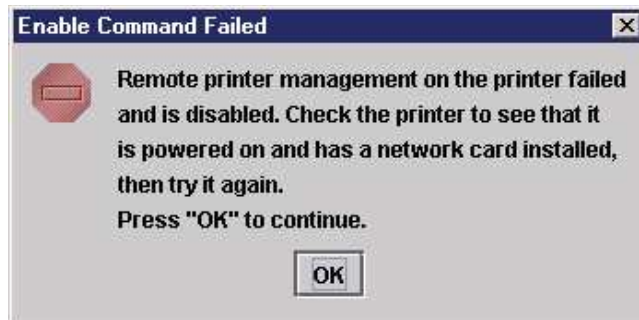 Enable Command Failed
Remote printer management on the printer failed
and is disabled. Check the printer to see that it
is powered on and has a network card installed,
then try it again.
Press "OK" to continue.
OK